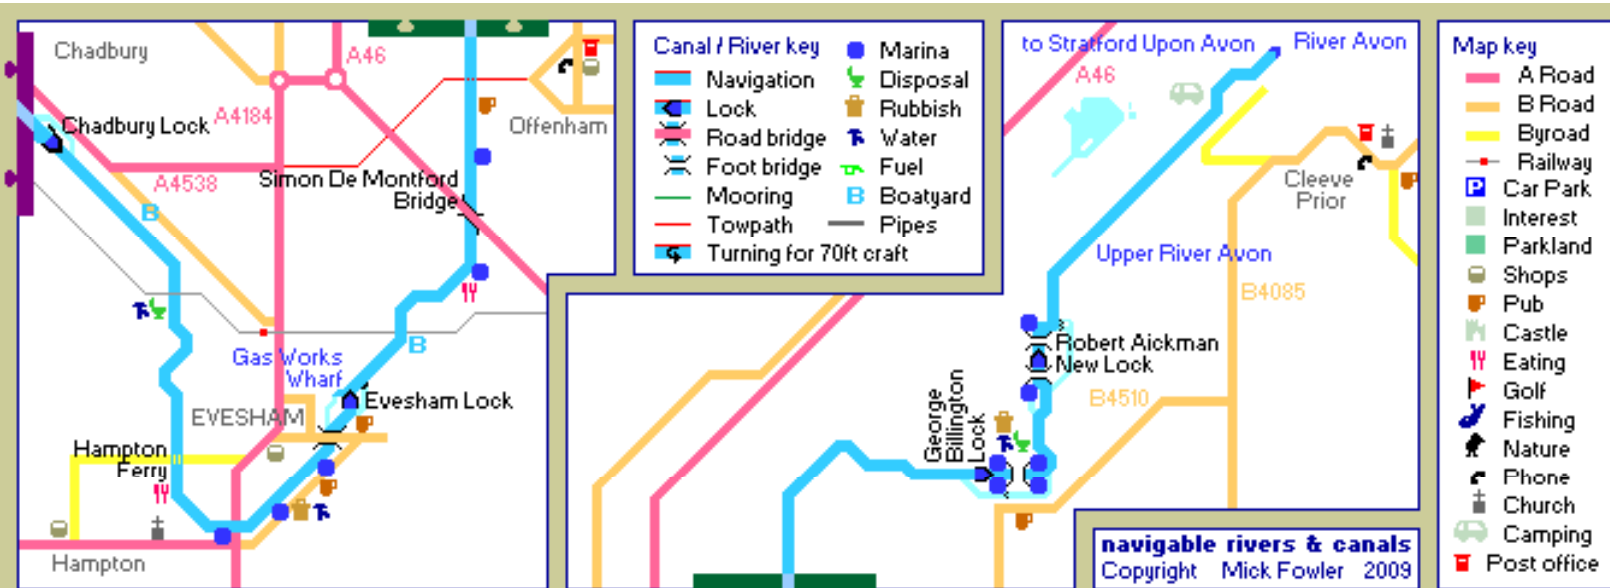 Chadbury
A46
A4184
Chadbury Lock
Offenham
A4538
Simon De Montford
Bridge
B
B
Gas Works
Wharf
EVESHAM
Evesham Lock
Hampton
Ferry
Hampton
Canal / River key
Navigation
Lock
Road bridge
Foot bridge
Mooring
Towpath
Turning for 70ft craft
Marina
Disposal
Rubbish
Water
Fuel
B Boatyard
Pipes
to Stratford Upon Avon
River Avon
A46
Cleeve
Prior
Upper River Avon
B4085
Robert Aickman
New Lock
B4510
George
Billington
Lock
navigable rivers & canals
Copyright Mick Fowler 2009
Map key
A Road
B Road
Byroad
Railway
P Car Park
Interest
Parkland
Shops
Pub
Castle
Eating
Golf
Fishing
Nature
Phone
Church
Camping
Post office